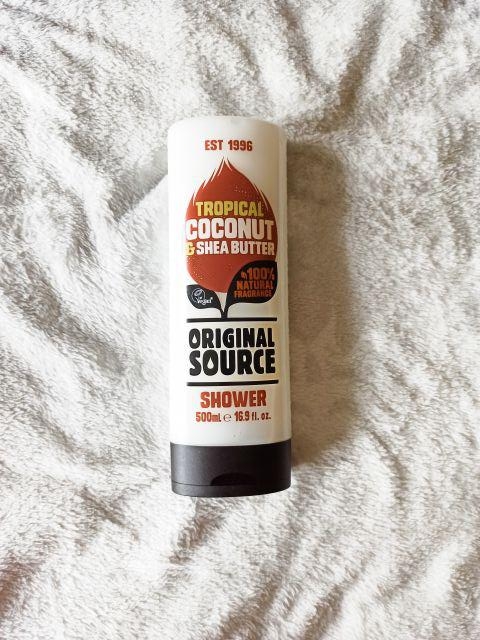 EST 1996
TROPICAL
COCONUT
& SHEA BUTTER
100%
NATURAL
FRAGRANCE
Vegan
ORIGINAL
SOURCE
SHOWER
500mL ℮ 16.9 fl. oz.